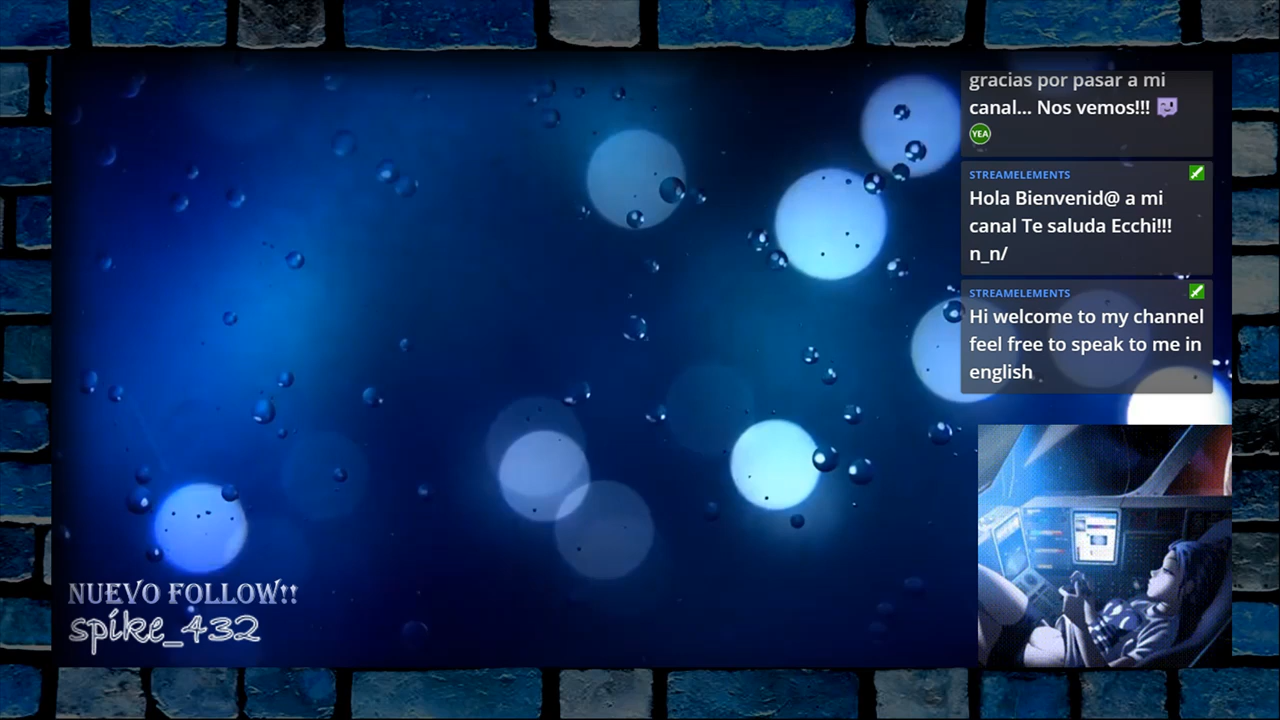 gracias por pasar a mi
canal... Nos vemos!!!
YEA
STREAMELEMENTS
Hola Bienvenid@ a mi
canal Te saluda Ecchi!!!
n_n/
STREAMELEMENTS
Hi welcome to my channel
feel free to speak to me in
english
NUEVO FOLLOW!!
spike_432